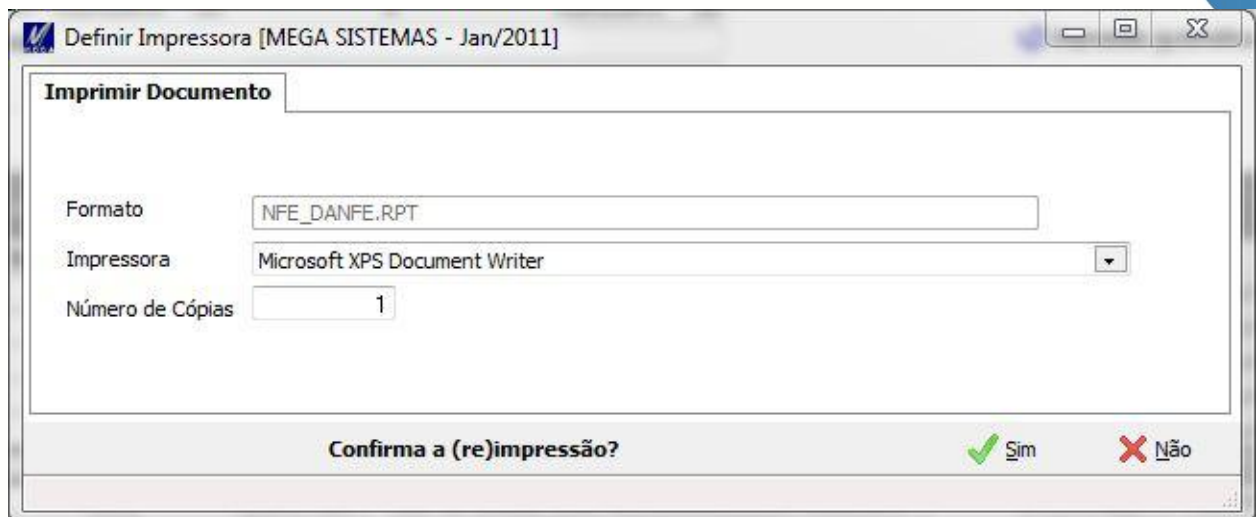 Definir Impressora [MEGA SISTEMAS - Jan/2011]
Imprimir Documento
Formato NFE_DANFE.RPT
Impressora Microsoft XPS Document Writer
Número de Cópias 1
Confirma a (re)impressão? Sim Não